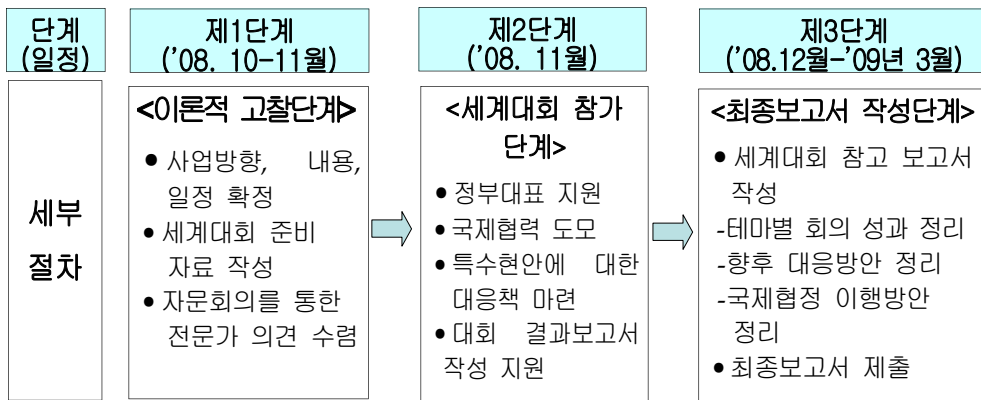 단계
(일정)
제1단계
('08. 10-11월)
제2단계
('08. 11월)
제3단계
('08.12월-'09년 3월)
세부
절차
<이론적 고찰단계>
• 사업방향, 내용,
일정 확정
• 세계대회 준비
자료 작성
• 자문회의를 통한
전문가 의견 수렴
<세계대회 참가
단계>
• 정부대표 지원
• 국제협력 도모
• 특수현안에 대한
대응책 마련
• 대회 결과보고서
작성 지원
<최종보고서 작성단계>
• 세계대회 참고 보고서
작성
-테마별 회의 성과 정리
-향후 대응방안 정리
-국제협정 이행방안
정리
• 최종보고서 제출